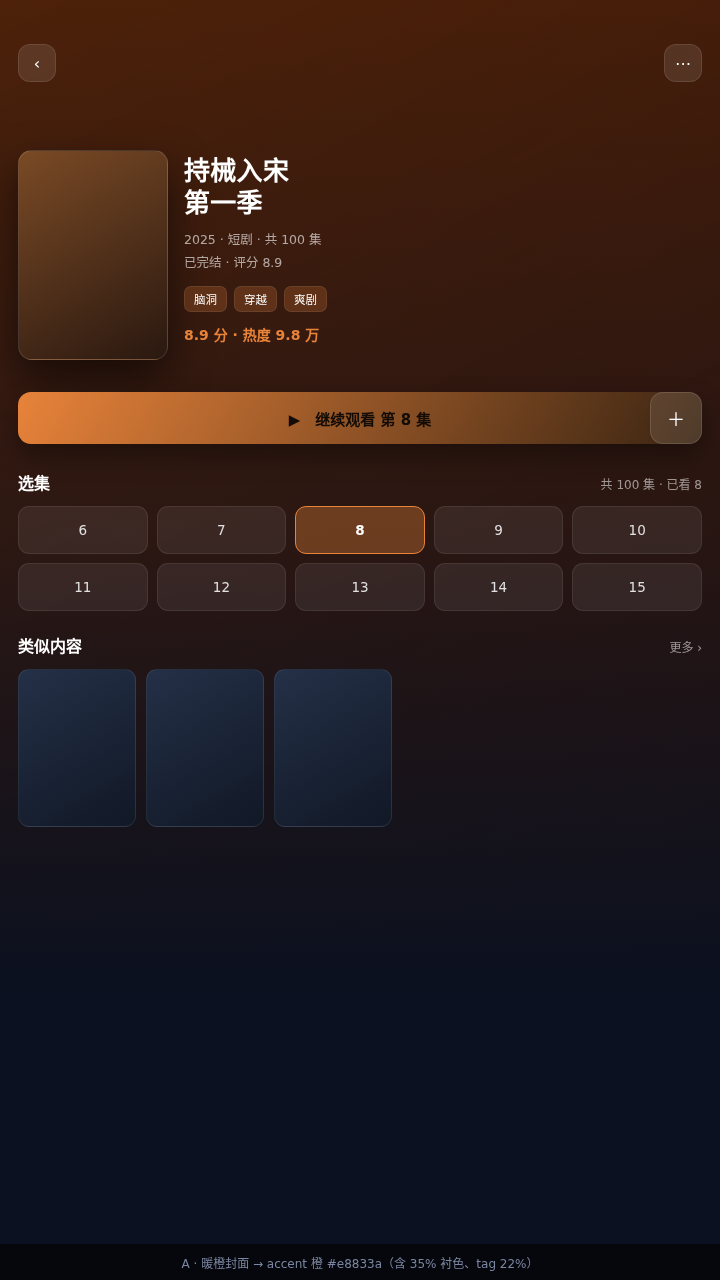 ‹
⋯
持械入宋
第一季
2025 · 短剧 · 共 100 集
已完结 · 评分 8.9
脑洞 穿越 爽剧
8.9 分 · 热度 9.8 万
▶ 继续观看 第 8 集
+
选集 共 100 集 · 已看 8
6 7 8 9 10
11 12 13 14 15
类似内容 更多 ›
A · 暖橙封面 → accent 橙 #e8833a（含 35% 衬色、tag 22%）